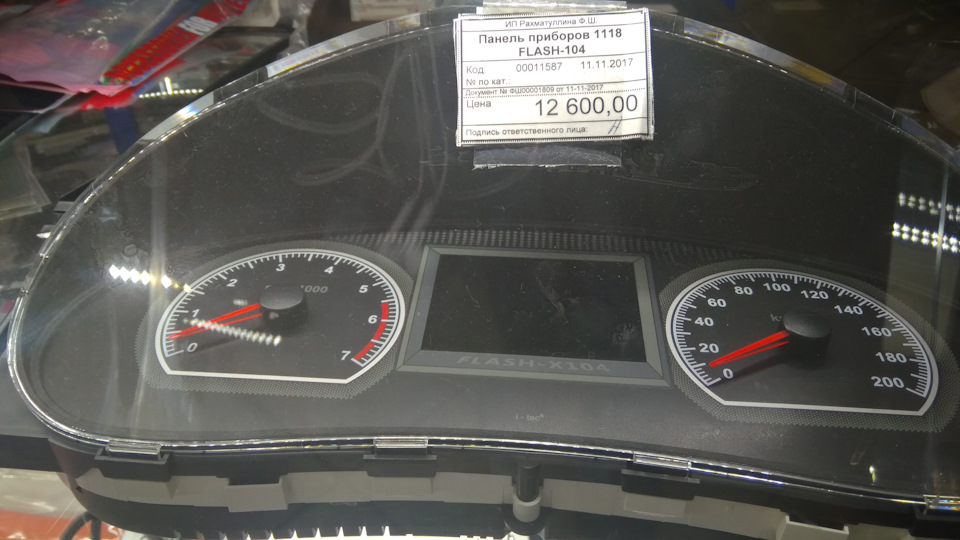 ИП Рахматуллина Ф.Ш.
Панель приборов 1118
FLASH-104
Код 00011587 11.11.2017
№ по кат.:
Документ № ФШ00001809 от 11-11-2017
Цена 12 600,00
Подпись ответственного лица:
0 1 2 3 4 5 6 7
FLASH-X104
i-tec
0 20 40 60 80 100 120 140 160 180 200